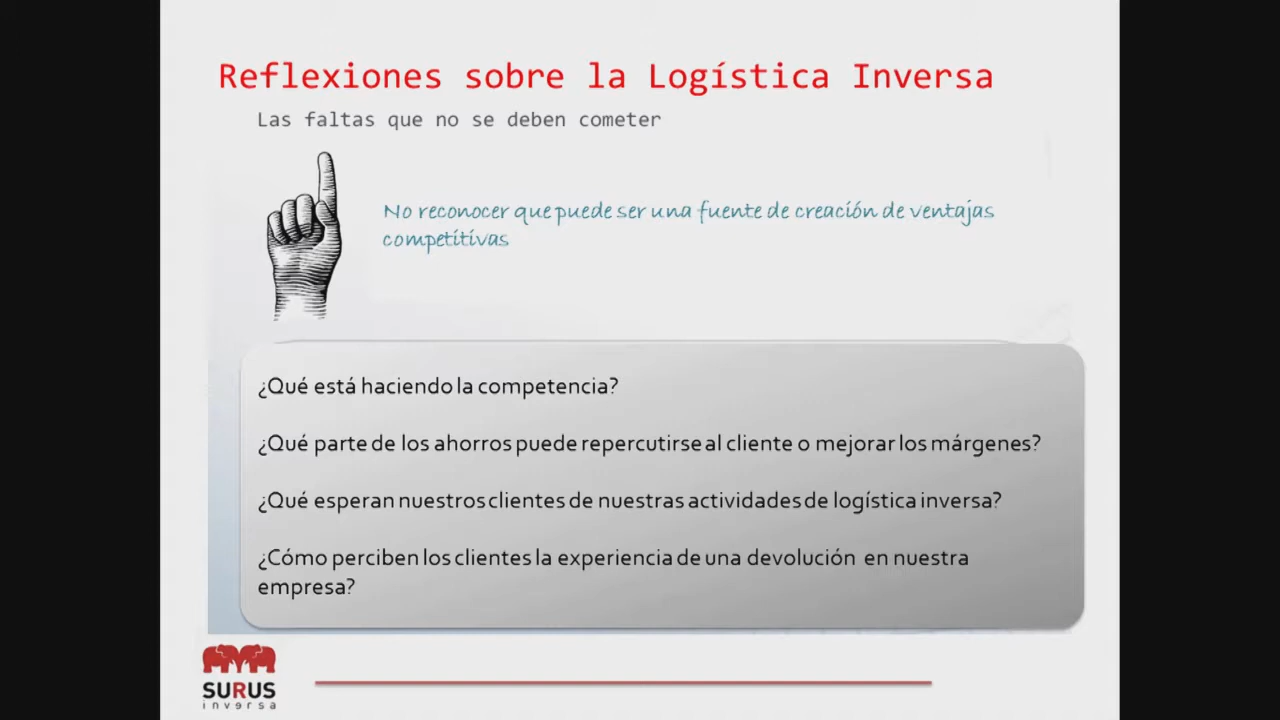 Reflexiones sobre la Logística Inversa
Las faltas que no se deben cometer
No reconocer que puede ser una fuente de creación de ventajas
competitivas
¿Qué está haciendo la competencia?
¿Qué parte de los ahorros puede repercutirse al cliente o mejorar los márgenes?
¿Qué esperan nuestros clientes de nuestras actividades de logística inversa?
¿Cómo perciben los clientes la experiencia de una devolución en nuestra
empresa?
SURUS
inversa